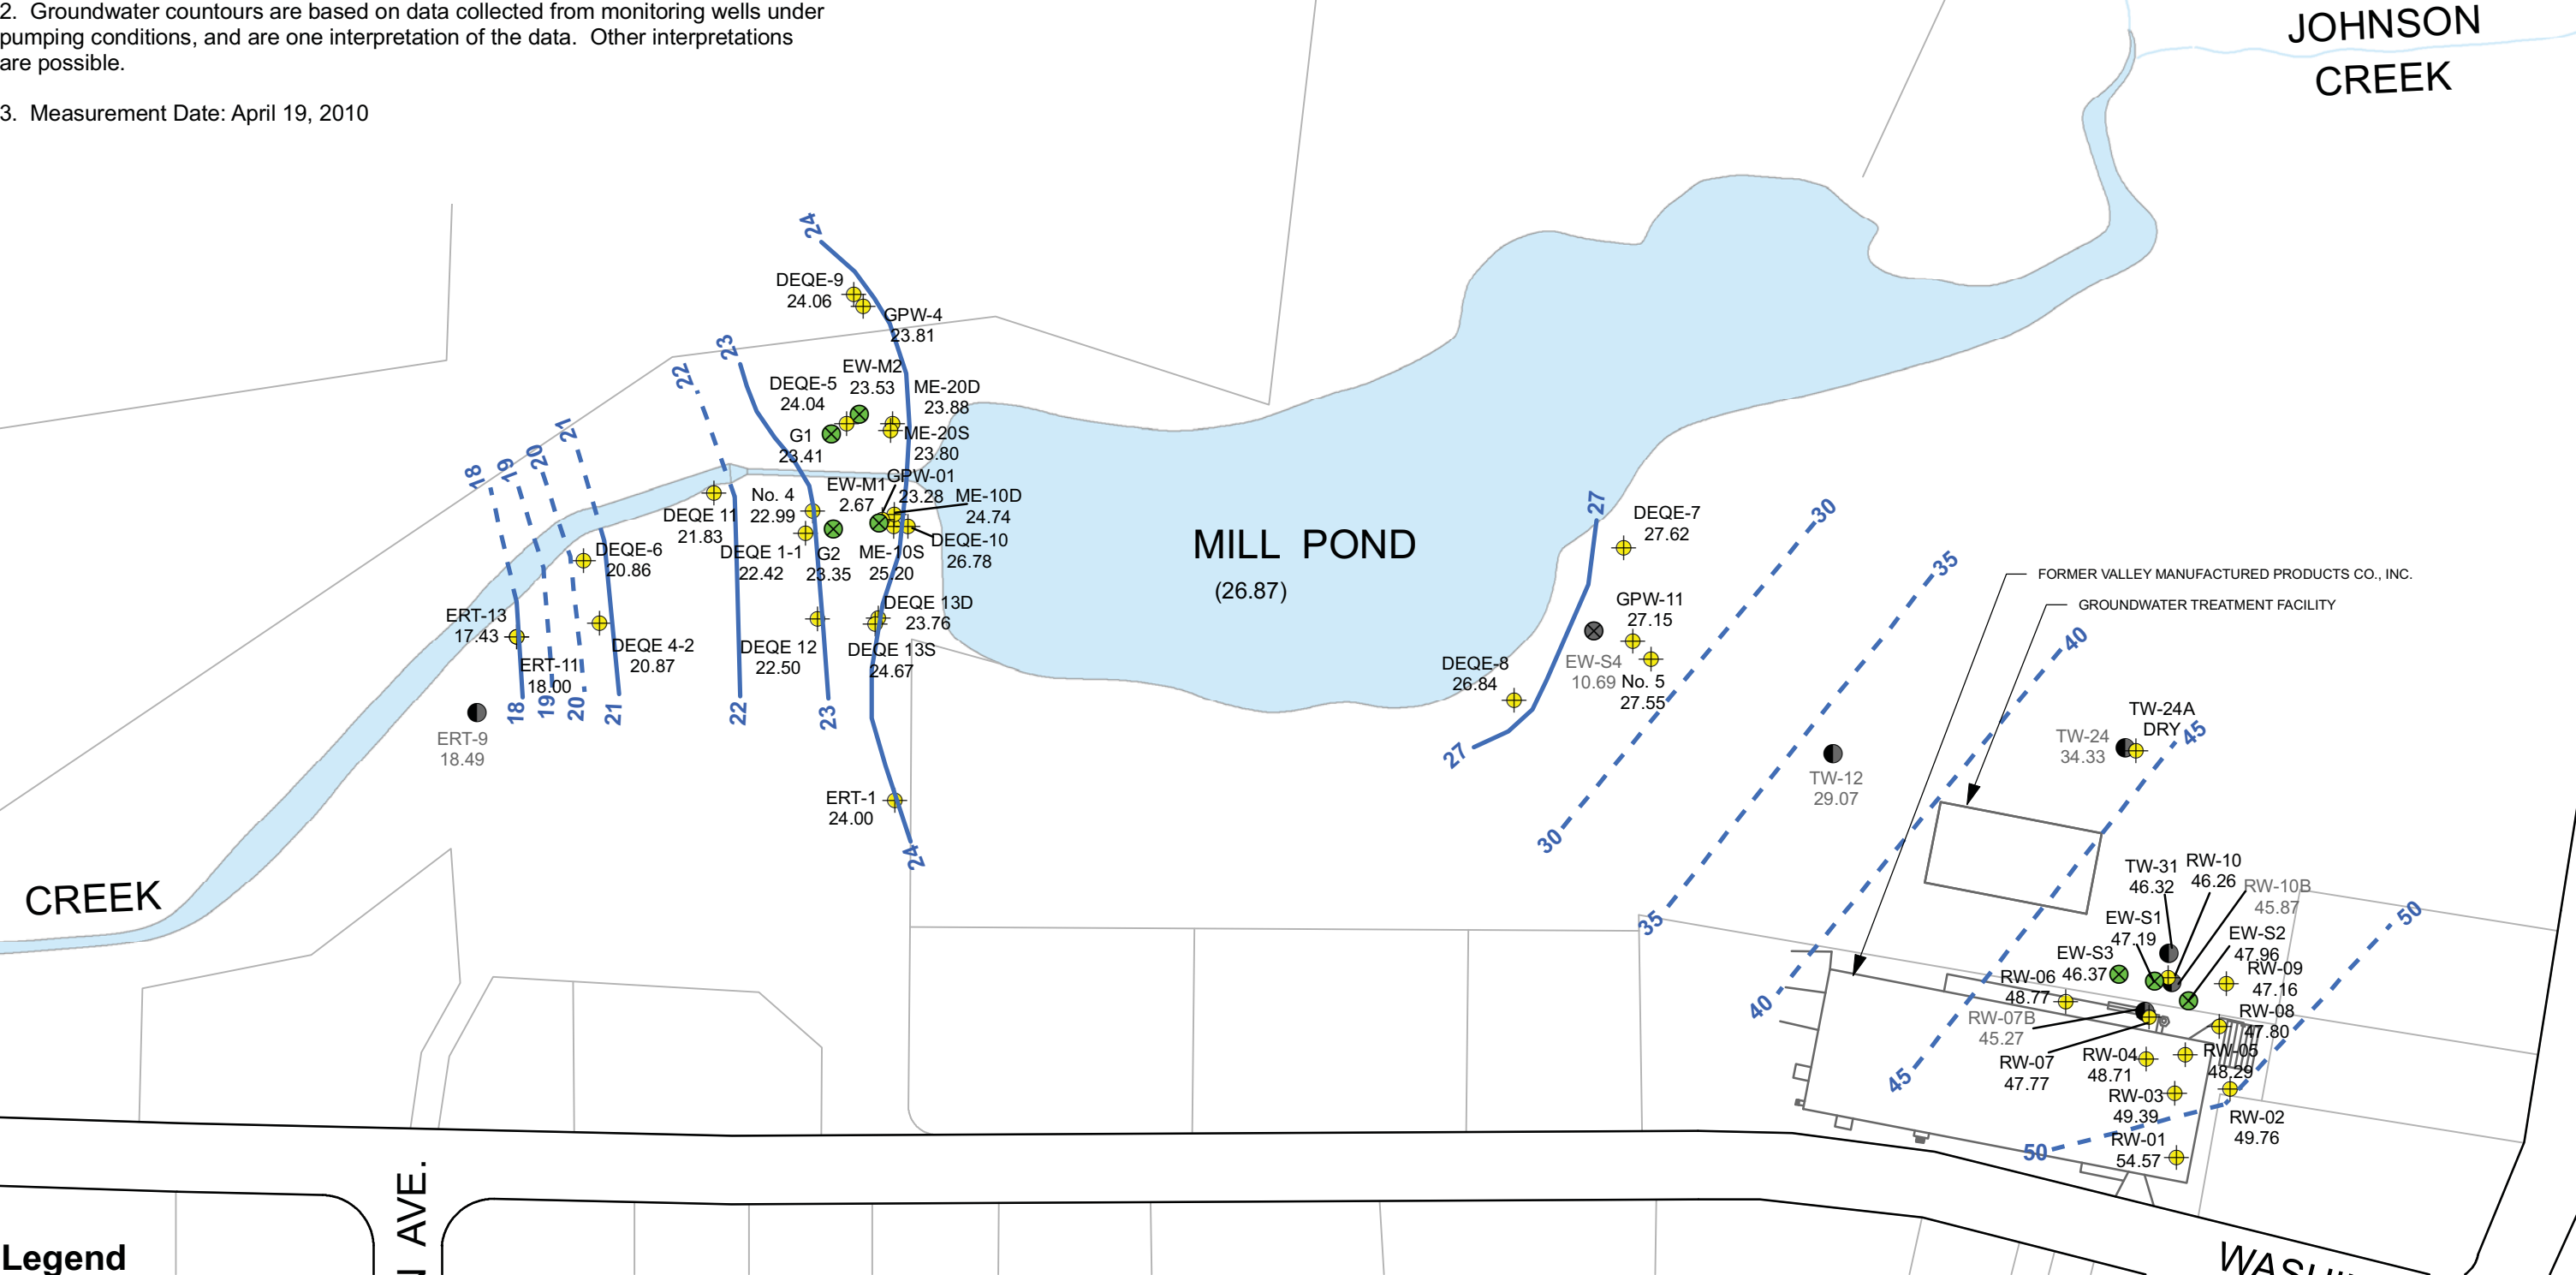 2. Groundwater countours are based on data collected from monitoring wells under
pumping conditions, and are one interpretation of the data. Other interpretations
are possible.
3. Measurement Date: April 19, 2010
JOHNSON
CREEK
24
DEQE-9
24.06
GPW-4
23.81
23
22
EW-M2
23.53
DEQE-5
24.04
ME-20D
23.88
G1
23.41
ME-20S
23.80
21
20
19
18
GPW-01
23.28
EW-M1
2.67
ME-10D
24.74
No. 4
22.99
DEQE 11
21.83
DEQE-10
26.78
DEQE 1-1
22.42
G2
23.35
ME-10S
25.20
DEQE-6
20.86
ERT-13
17.43
DEQE 13D
23.76
DEQE 4-2
20.87
DEQE 12
22.50
DEQE 13S
24.67
ERT-11
18.00
18
19
20
21
22
23
ERT-9
18.49
ERT-1
24.00
24
CREEK
MILL POND
(26.87)
27
DEQE-7
27.62
GPW-11
27.15
EW-S4
10.69
No. 5
27.55
DEQE-8
26.84
27
30
30
35
35
40
40
45
45
50
50
FORMER VALLEY MANUFACTURED PRODUCTS CO., INC.
GROUNDWATER TREATMENT FACILITY
TW-12
29.07
TW-24A
DRY
TW-24
34.33
TW-31
46.32
RW-10
46.26
RW-10B
45.87
EW-S1
47.19
EW-S2
47.96
EW-S3
46.37
RW-09
47.16
RW-06
48.77
RW-08
47.80
RW-07B
45.27
RW-07
47.77
RW-04
48.71
RW-05
48.29
RW-03
49.39
RW-02
49.76
RW-01
54.57
AVE.
Legend